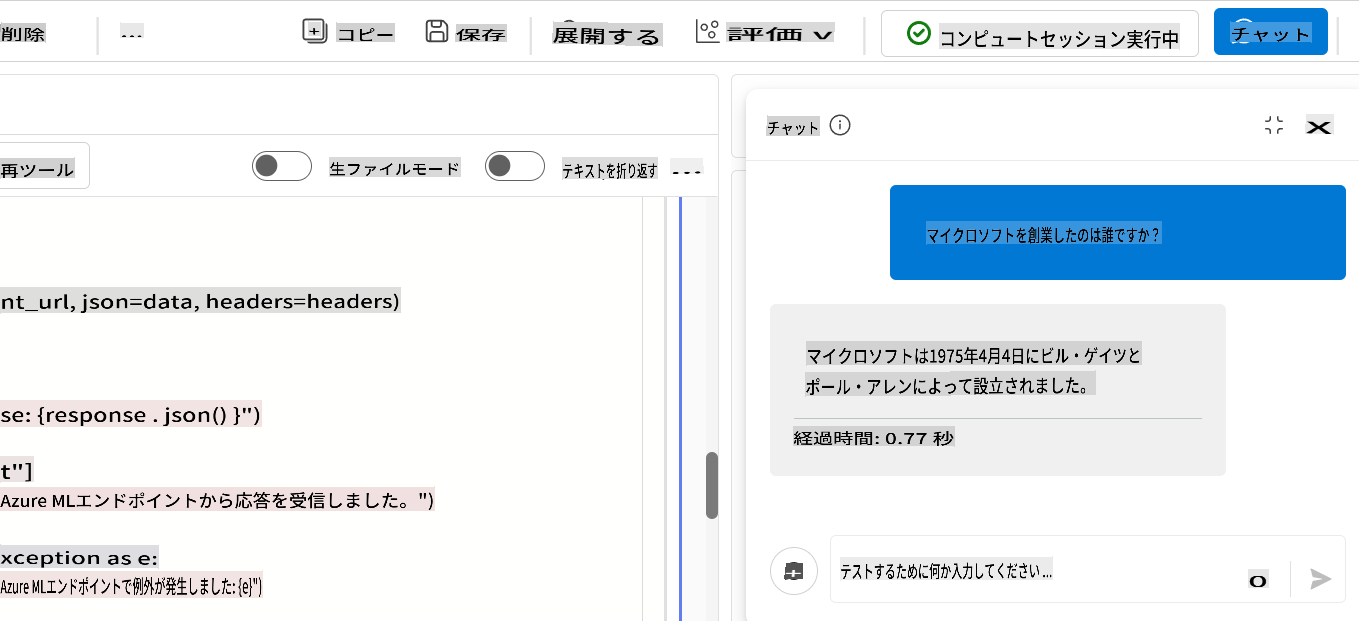 削除
...
コピー
保存
展開する
評価
コンピュートセッション実行中
チャット
再ツール
生ファイルモード
テキストを折り返す
...
nt_url, json=data, headers=headers)
se: {response . json() }")
t"]
Azure MLエンドポイントから応答を受信しました。")
xception as e:
Azure MLエンドポイントで例外が発生しました: {e}")
チャット
マイクロソフトを創業したのは誰ですか？
マイクロソフトは1975年4月4日にビル・ゲイツと
ポール・アレンによって設立されました。
経過時間: 0.77 秒
テストするために何か入力してください ...